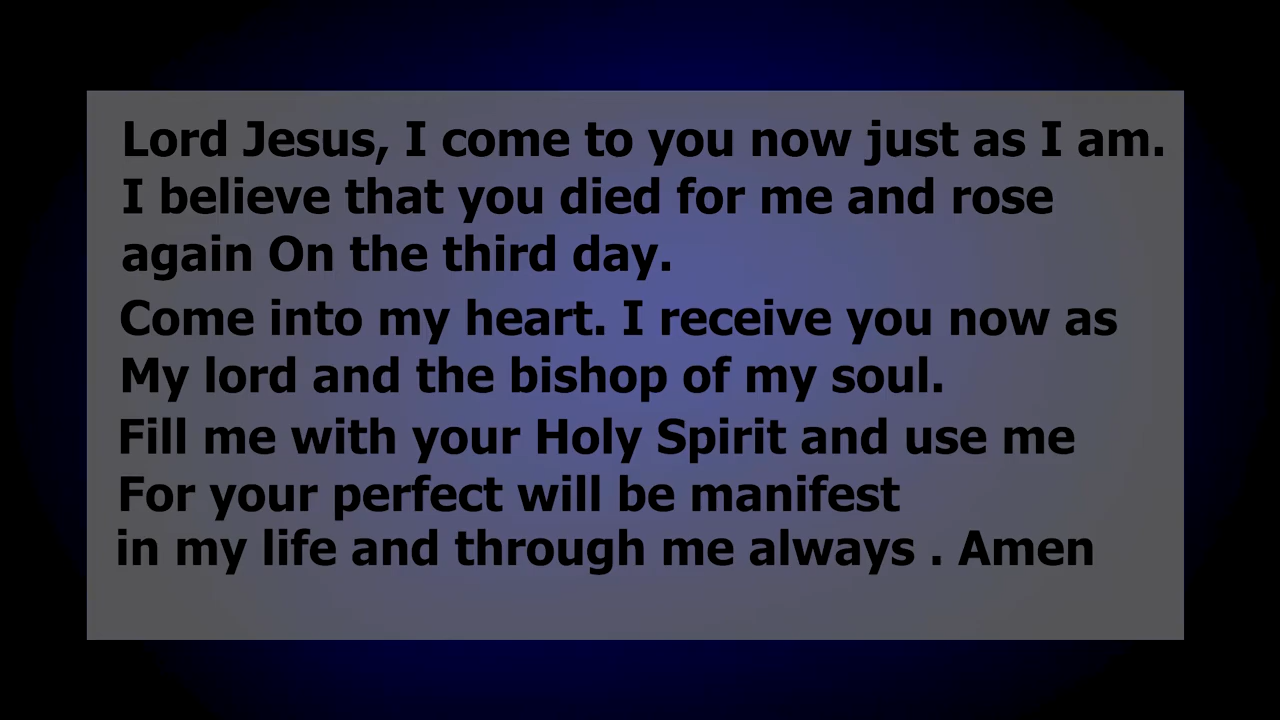 Lord Jesus, I come to you now just as I am.
I believe that you died for me and rose
again On the third day.
Come into my heart. I receive you now as
My lord and the bishop of my soul.
Fill me with your Holy Spirit and use me
For your perfect will be manifest
in my life and through me always . Amen